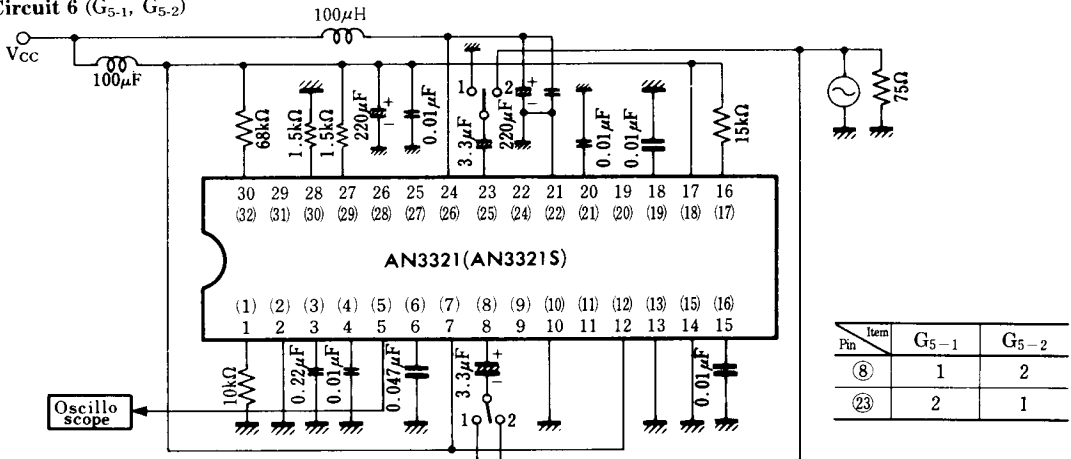 Circuit 6 (G5-1, G5-2)
100μH
Vcc
100μF
1
2
68kΩ
1.5kΩ
1.5kΩ
220μF
+
−
0.01μF
3.3μF
220μF
+
−
0.01μF
0.01μF
15kΩ
75Ω
30 29 28 27 26 25 24 23 22 21 20 19 18 17 16
(32) (31) (30) (29) (28) (27) (26) (25) (24) (22) (21) (20) (19) (18) (17)
AN3321(AN3321S)
(1) (2) (3) (4) (5) (6) (7) (8) (9) (10) (11) (12) (13) (15) (16)
1 2 3 4 5 6 7 8 9 10 11 12 13 14 15
10kΩ
0.22μF
0.01μF
0.047μF
3.3μF
+
0.01μF
1
2
Oscillo
scope
Pin Item G5−1 G5−2
⑧ 1 2
㉓ 2 1